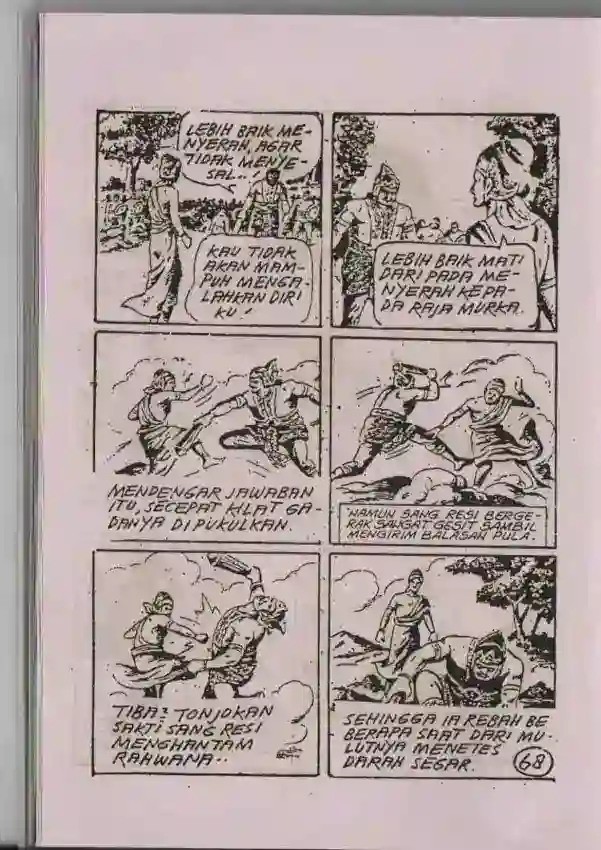 LEBIH BAIK ME-
NYERAH, AGAR
TIDAK MENYE-
SAL..!
KAU TIDAK
AKAN MAM-
PUH MENGA-
LAHKAN DIRI
KU!
LEBIH BAIK MATI
DARI PADA ME-
NYERAH KEPA-
DA RAJA MURKA.
MENDENGAR JAWABAN
ITU, SECEPAT KILAT GA-
DANYA DIPUKULKAN.
NAMUN SANG RESI BERGE-
RAK SANGAT GESIT SAMBIL
MENGIRIM BALASAN PULA.
TIBA² TONJOKAN
SAKTI SANG RESI
MENGHANTAM
RAHWANA..
SEHINGGA IA REBAH BE
BERAPA SAAT DARI MU-
LUTNYA MENETES
DARAH SEGAR.
68